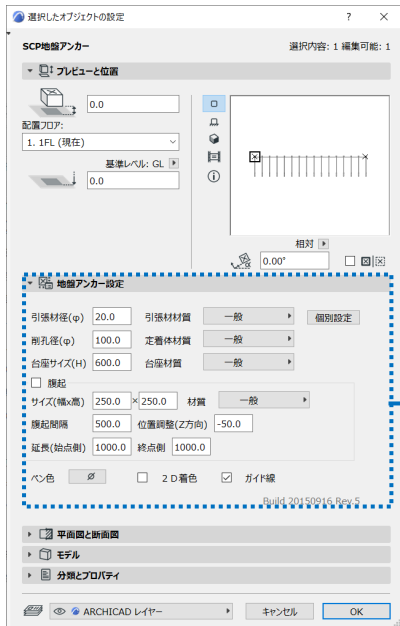 選択したオブジェクトの設定 ? ×
SCP地盤アンカー 選択内容: 1 編集可能: 1
プレビューと位置
0.0
配置フロア:
1. 1FL (現在)
基準レベル: GL
0.0
相対
0.00°
地盤アンカー設定
引張材径(φ) 20.0 引張材材質 一般 個別設定
削孔径(φ) 100.0 定着体材質 一般
台座サイズ(H) 600.0 台座材質 一般
腹起
サイズ(幅x高) 250.0 × 250.0 材質 一般
腹起間隔 500.0 位置調整(Z方向) -50.0
延長(始点側) 1000.0 終点側 1000.0
ペン色 2D着色 ガイド線
Build 20150916 Rev.5
平面図と断面図
モデル
分類とプロパティ
ARCHICAD レイヤー キャンセル OK